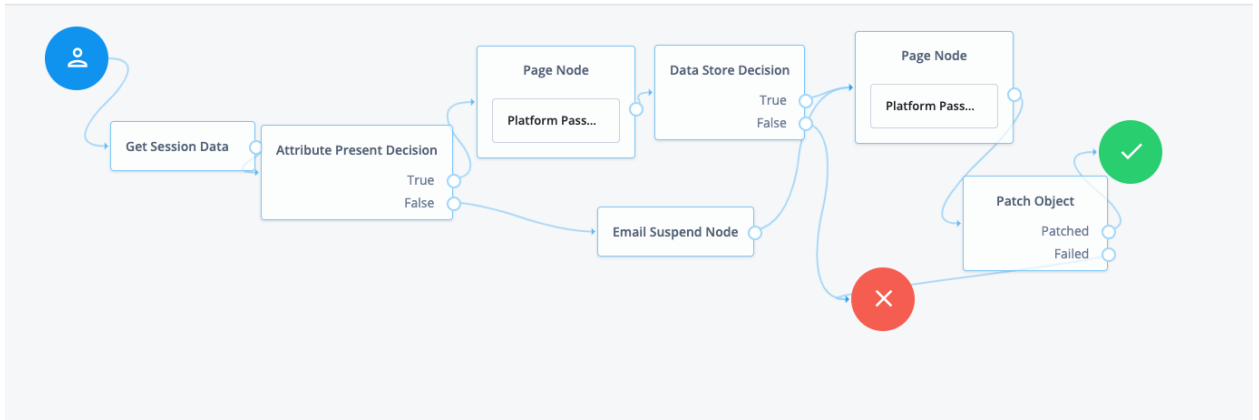 Get Session Data
Attribute Present Decision
True
False
Page Node
Platform Pass...
Data Store Decision
True
False
Email Suspend Node
Page Node
Platform Pass...
Patch Object
Patched
Failed